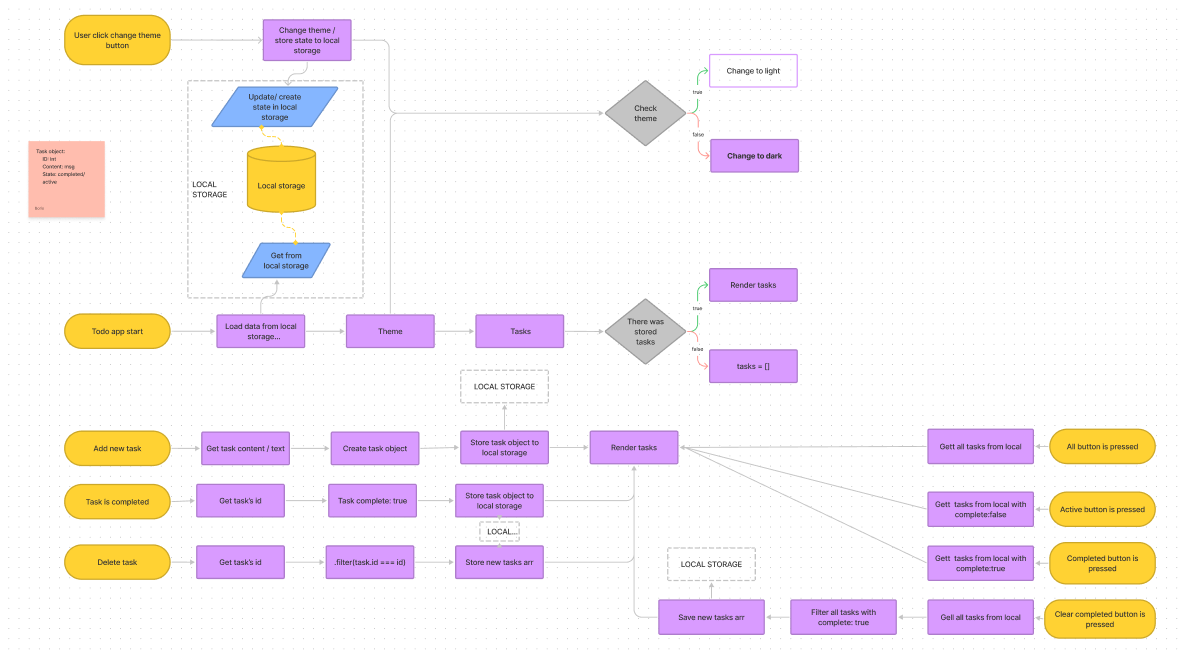 User click change theme
button
Change theme /
store state to local
storage
Update/ create
state in local
storage
LOCAL
STORAGE
Local storage
Get from
local storage
Task object:
ID: int
Content: msg
State: completed/
active
Check
theme
true
Change to light
false
Change to dark
Todo app start
Load data from local
storage...
Theme
Tasks
There was
stored
tasks
true
Render tasks
false
tasks = []
LOCAL STORAGE
Add new task
Get task content / text
Create task object
Store task object to
local storage
Render tasks
Gett all tasks from local
All button is pressed
Task is completed
Get task's id
Task complete: true
Store task object to
local storage
Gett tasks from local with
complete:false
Active button is pressed
LOCAL...
Delete task
Get task's id
.filter(task.id === id)
Store new tasks arr
Gett tasks from local with
complete:true
Completed button is
pressed
LOCAL STORAGE
Save new tasks arr
Filter all tasks with
complete: true
Gell all tasks from local
Clear completed button is
pressed